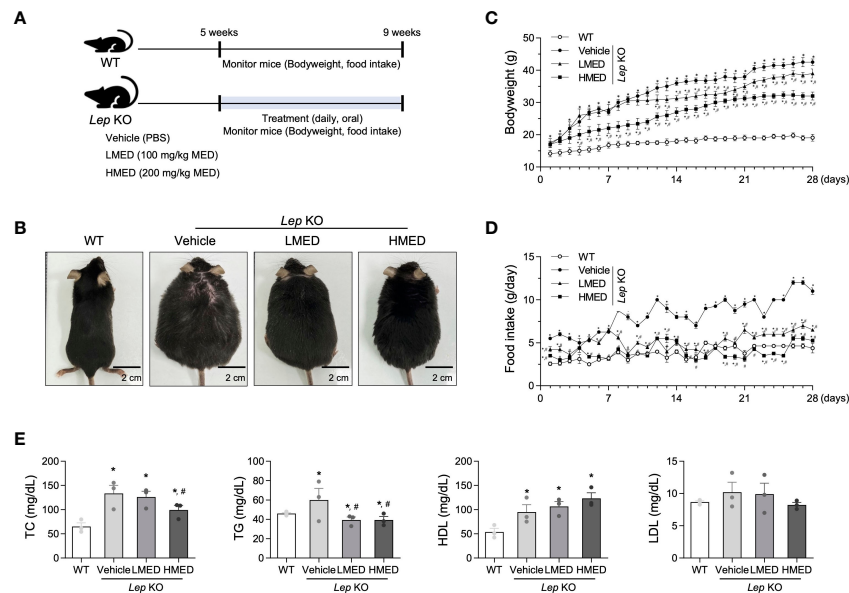 A
5 weeks
9 weeks
WT
Monitor mice (Bodyweight, food intake)
Lep KO
Treatment (daily, oral)
Monitor mice (Bodyweight, food intake)
Vehicle (PBS)
LMED (100 mg/kg MED)
HMED (200 mg/kg MED)
B
Lep KO
WT
Vehicle
LMED
HMED
2 cm
2 cm
2 cm
2 cm
C
WT
Vehicle
LMED
HMED
Lep KO
Bodyweight (g)
50
40
30
20
10
0
7
14
21
28 (days)
D
WT
Vehicle
LMED
HMED
Lep KO
Food intake (g/day)
15
10
5
0
0
7
14
21
28 (days)
E
TC (mg/dL)
200
150
100
50
0
*
*
*, #
WT
Vehicle
LMED
HMED
Lep KO
TG (mg/dL)
100
80
60
40
20
0
*
*, #
*, #
WT
Vehicle
LMED
HMED
Lep KO
HDL (mg/dL)
200
150
100
50
0
*
*
*
WT
Vehicle
LMED
HMED
Lep KO
LDL (mg/dL)
15
10
5
0
WT
Vehicle
LMED
HMED
Lep KO